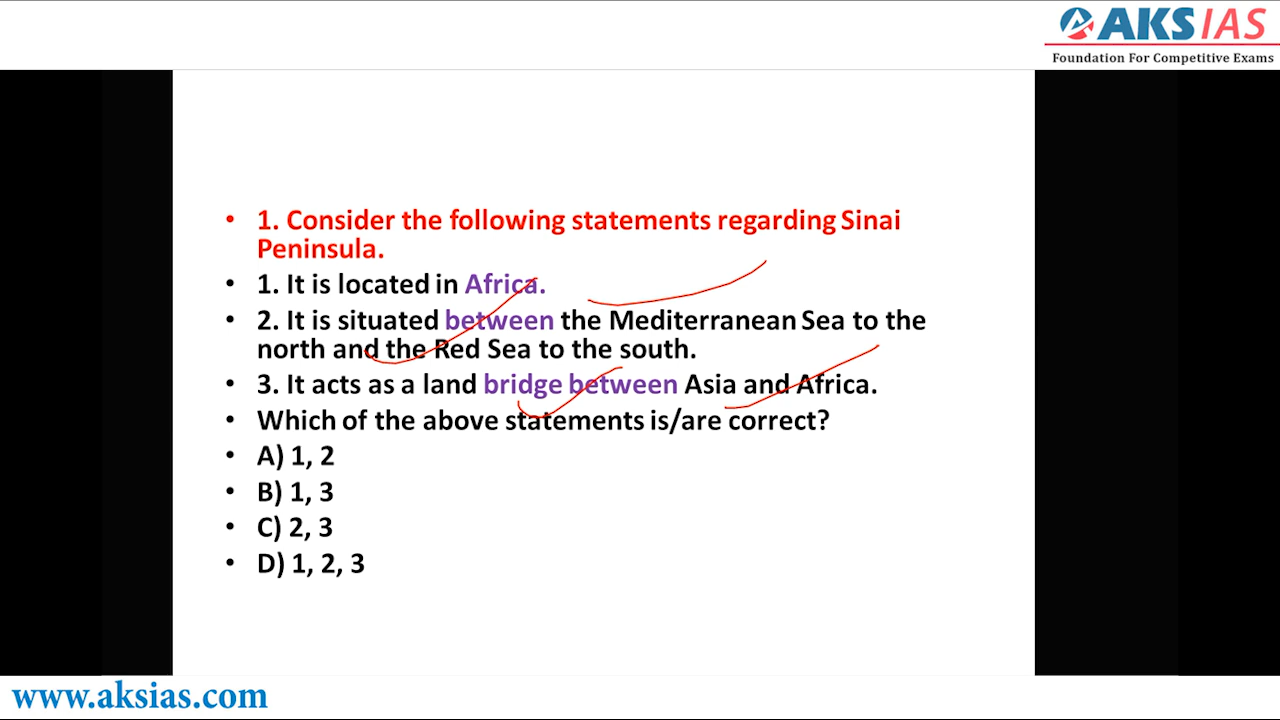 AKS IAS
Foundation For Competitive Exams
• 1. Consider the following statements regarding Sinai
Peninsula.
• 1. It is located in Africa.
• 2. It is situated between the Mediterranean Sea to the
north and the Red Sea to the south.
• 3. It acts as a land bridge between Asia and Africa.
• Which of the above statements is/are correct?
• A) 1, 2
• B) 1, 3
• C) 2, 3
• D) 1, 2, 3
www.aksias.com